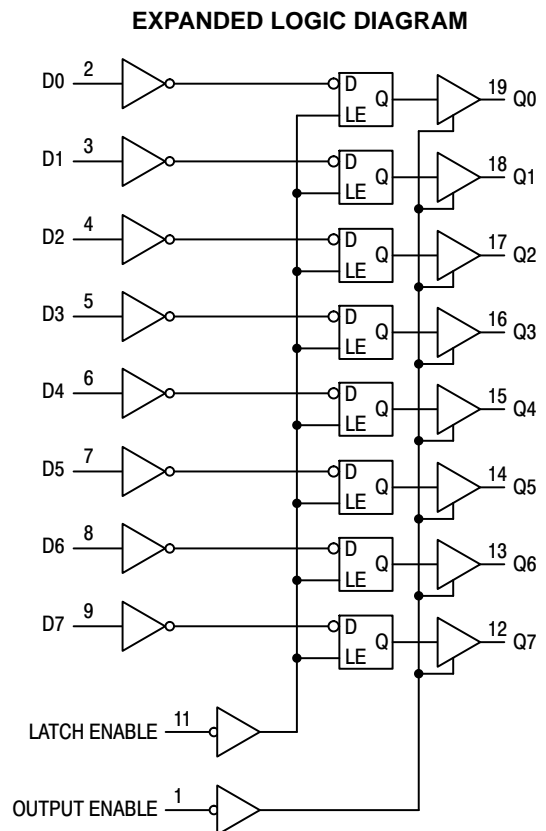 EXPANDED LOGIC DIAGRAM
D0 2 D Q LE 19 Q0
D1 3 D Q LE 18 Q1
D2 4 D Q LE 17 Q2
D3 5 D Q LE 16 Q3
D4 6 D Q LE 15 Q4
D5 7 D Q LE 14 Q5
D6 8 D Q LE 13 Q6
D7 9 D Q LE 12 Q7
LATCH ENABLE 11
OUTPUT ENABLE 1